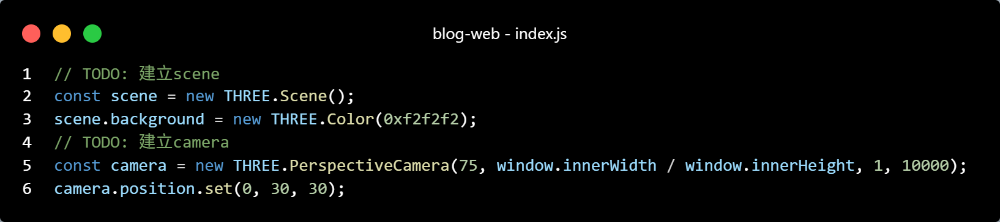 blog-web - index.js
1 // TODO: 建立scene
2 const scene = new THREE.Scene();
3 scene.background = new THREE.Color(0xf2f2f2);
4 // TODO: 建立camera
5 const camera = new THREE.PerspectiveCamera(75, window.innerWidth / window.innerHeight, 1, 10000);
6 camera.position.set(0, 30, 30);